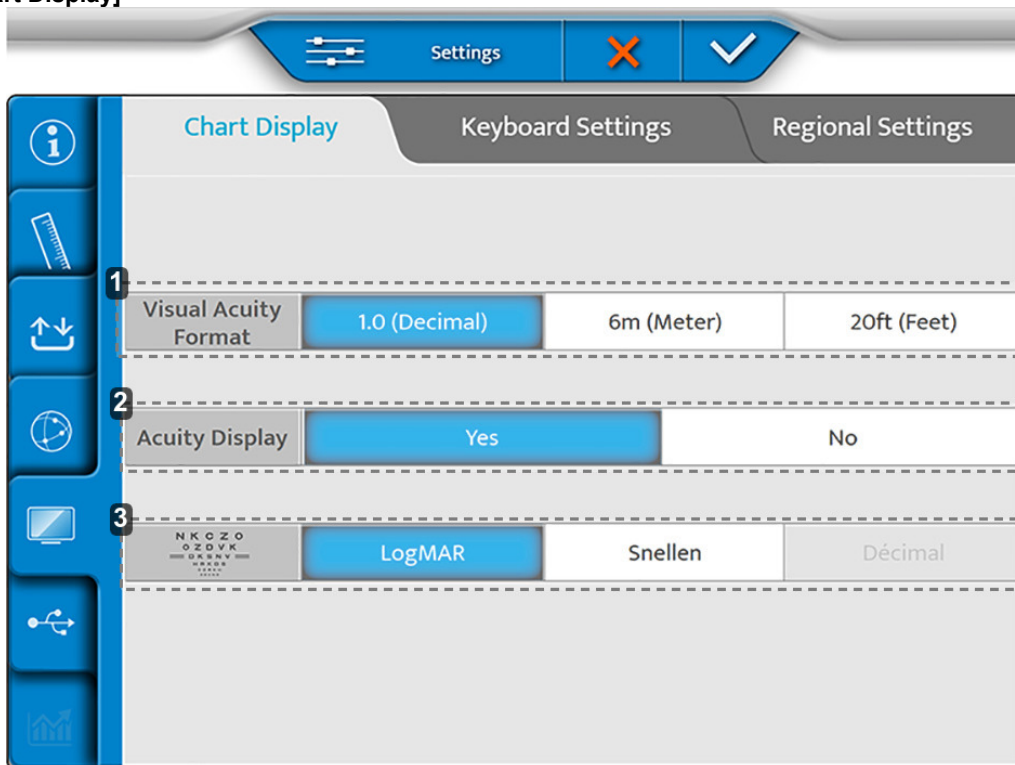 art Display]
Settings
Chart Display
Keyboard Settings
Regional Settings
1
Visual Acuity
Format
1.0 (Decimal)
6m (Meter)
20ft (Feet)
2
Acuity Display
Yes
No
3
N K C Z O
O Z D V K
D K S N V
H R K D S
LogMAR
Snellen
Décimal